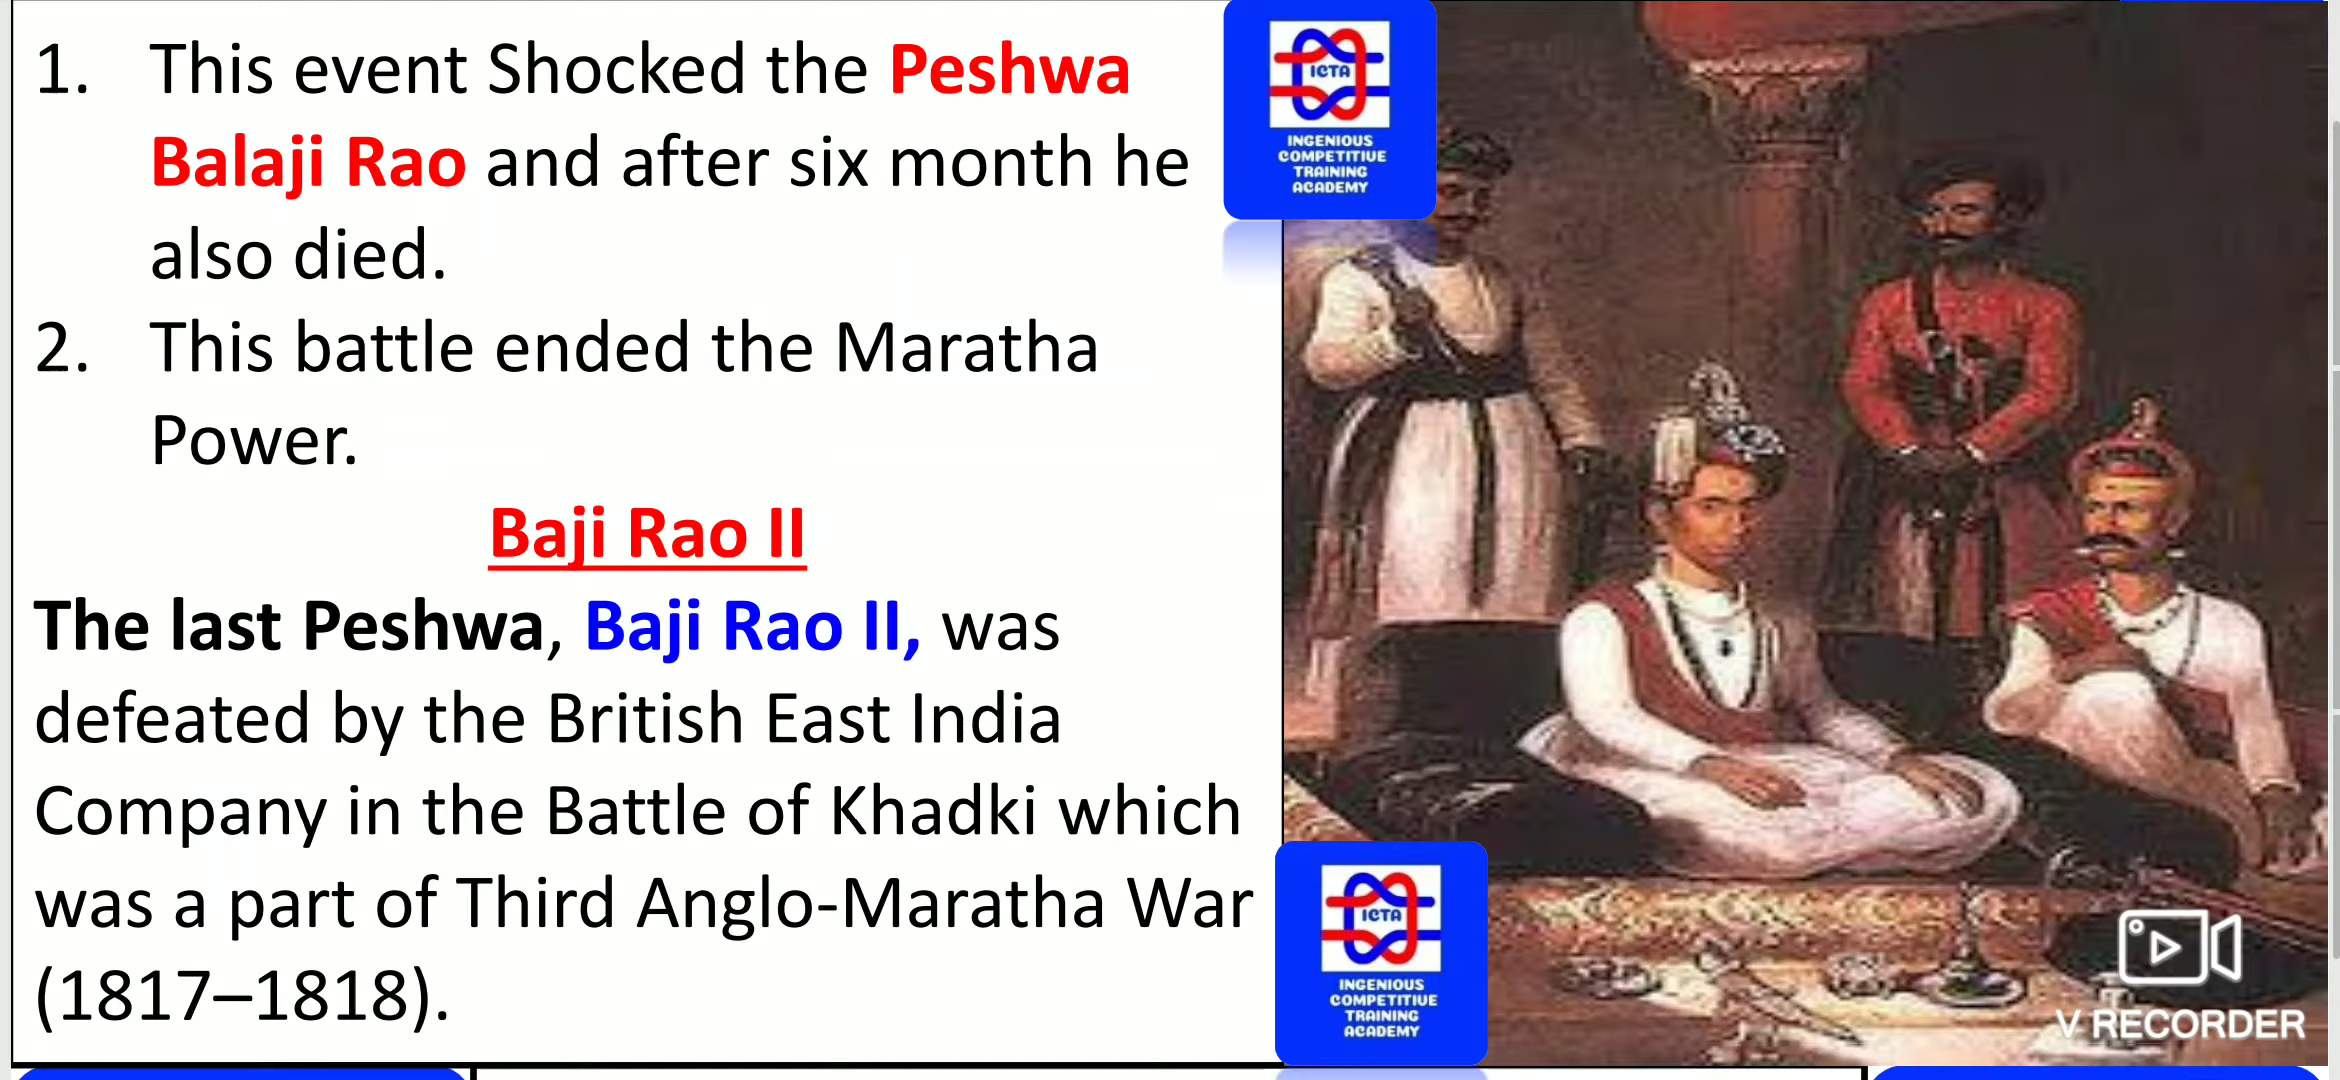 1. This event Shocked the Peshwa
Balaji Rao and after six month he
also died.
2. This battle ended the Maratha
Power.
Baji Rao II
The last Peshwa, Baji Rao II, was
defeated by the British East India
Company in the Battle of Khadki which
was a part of Third Anglo-Maratha War
(1817–1818).
ICTA
INGENIOUS
COMPETITIVE
TRAINING
ACADEMY
ICTA
INGENIOUS
COMPETITIVE
TRAINING
ACADEMY
V RECORDER